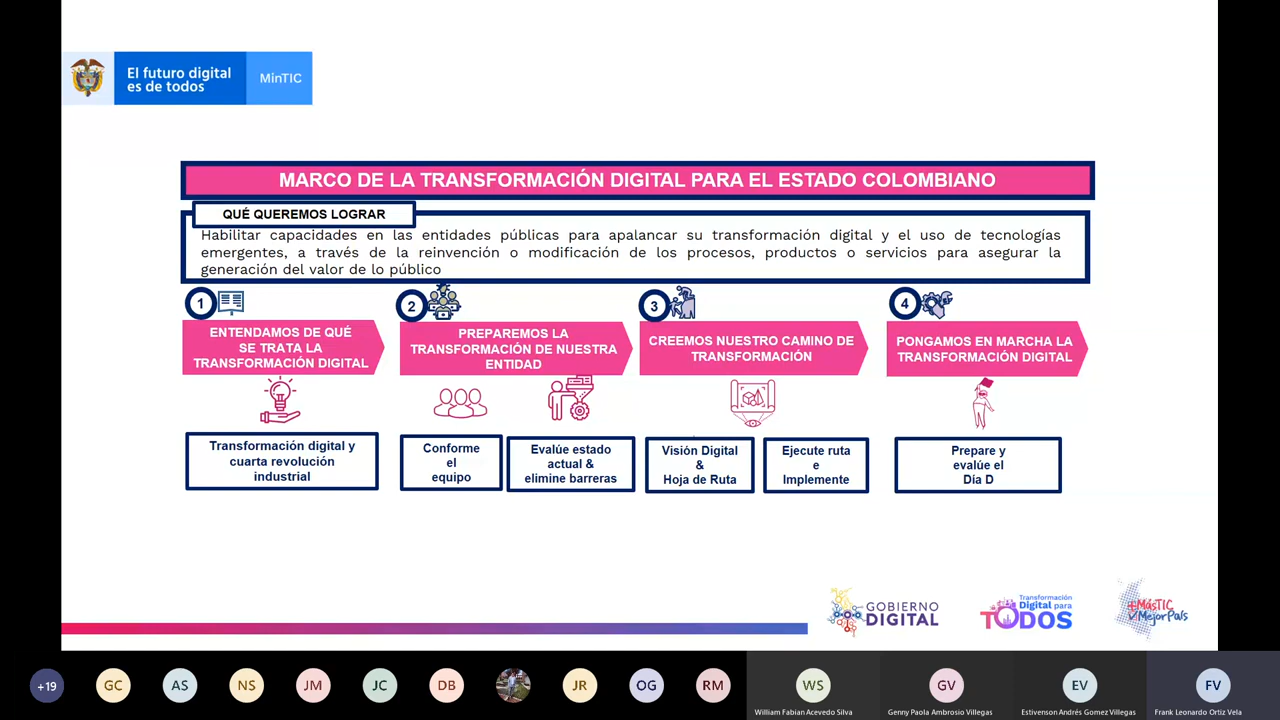 El futuro digital
es de todos
MinTIC
MARCO DE LA TRANSFORMACIÓN DIGITAL PARA EL ESTADO COLOMBIANO
QUÉ QUEREMOS LOGRAR
Habilitar capacidades en las entidades públicas para apalancar su transformación digital y el uso de tecnologías
emergentes, a través de la reinvención o modificación de los procesos, productos o servicios para asegurar la
generación del valor de lo público
1
ENTENDAMOS DE QUÉ
SE TRATA LA
TRANSFORMACIÓN DIGITAL
Transformación digital y
cuarta revolución
industrial
2
PREPAREMOS LA
TRANSFORMACIÓN DE NUESTRA
ENTIDAD
Conforme
el
equipo
Evalúe estado
actual &
elimine barreras
3
CREEMOS NUESTRO CAMINO DE
TRANSFORMACIÓN
Visión Digital
&
Hoja de Ruta
Ejecute ruta
e
Implemente
4
PONGAMOS EN MARCHA LA
TRANSFORMACIÓN DIGITAL
Prepare y
evalúe el
Dia D
GOBIERNO
DIGITAL
Transformación
Digital para
TODOS
+MásTIC
MejorPaís
+19
GC
AS
NS
JM
JC
DB
JR
OG
RM
WS
William Fabian Acevedo Silva
GV
Genny Paola Ambrosio Villegas
EV
Estivenson Andrés Gomez Villegas
FV
Frank Leonardo Ortiz Vela